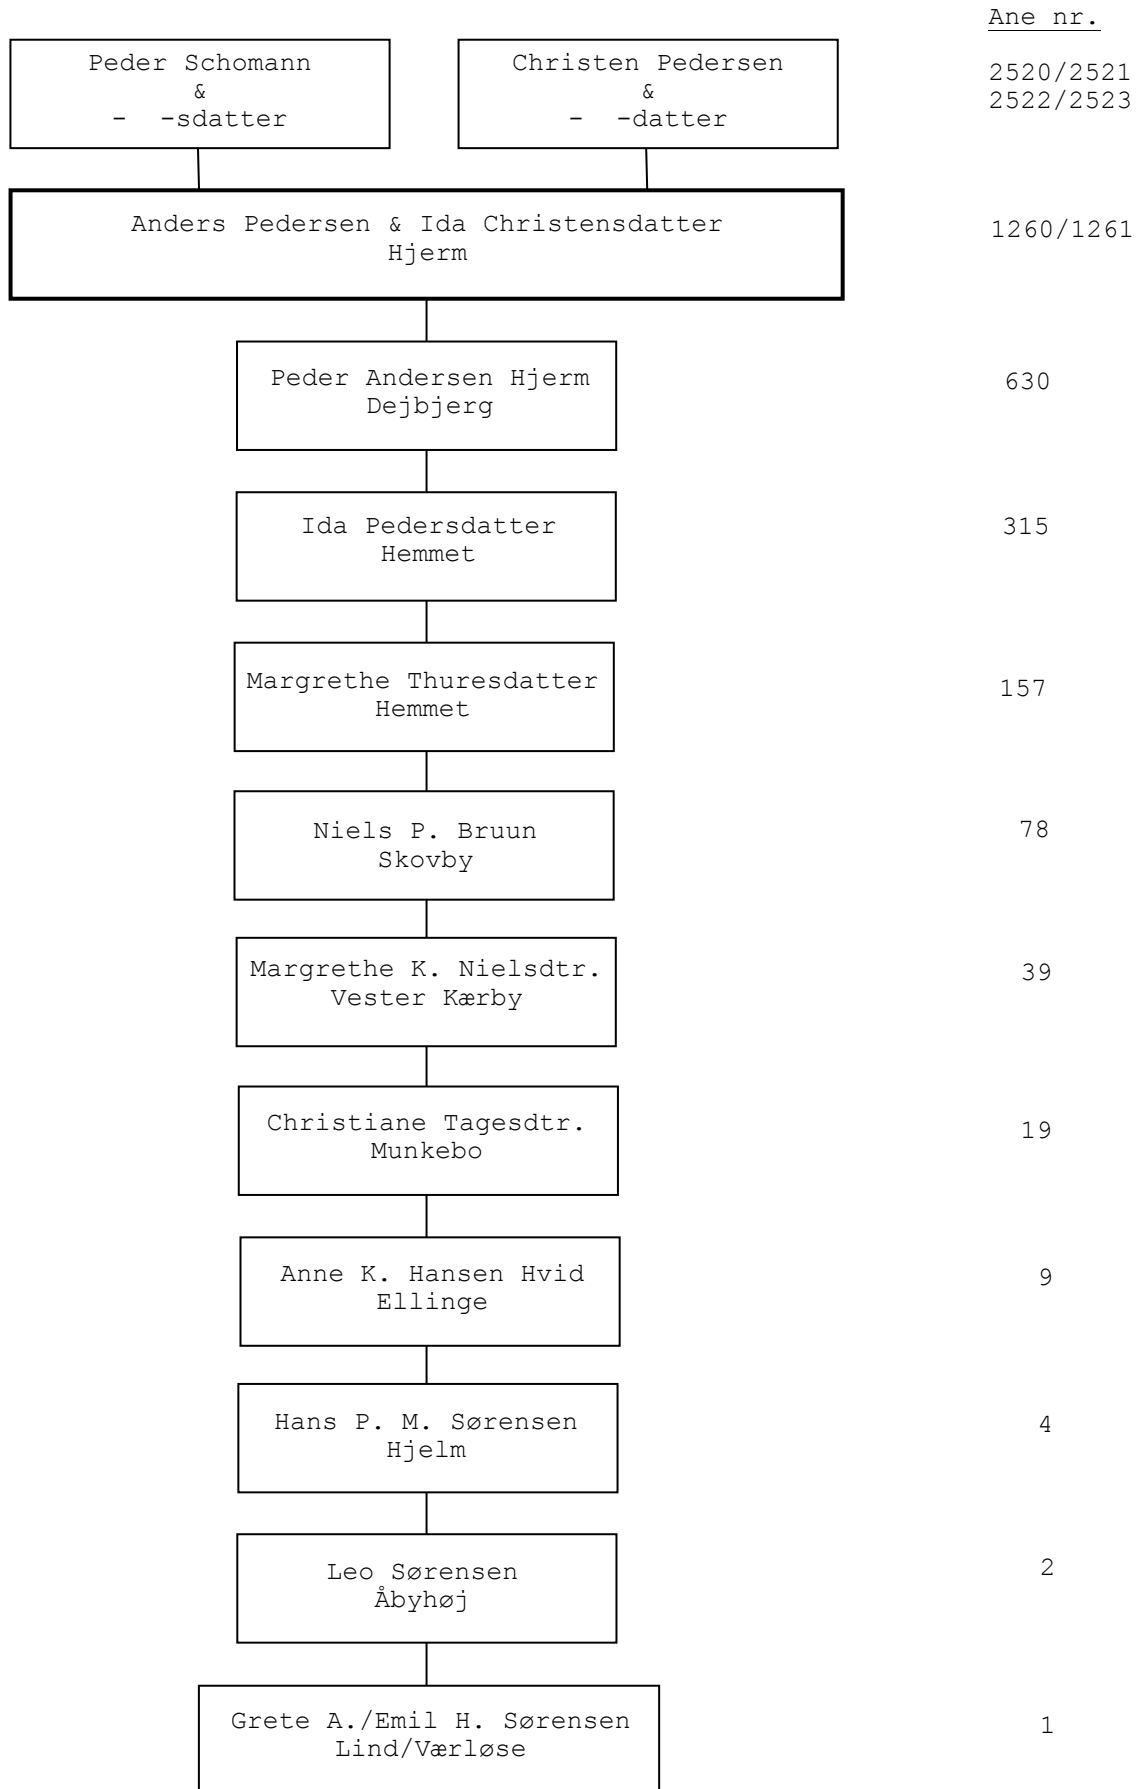 Ane nr.
Peder Schomann
&
- -sdatter
Christen Pedersen
&
- -datter
2520/2521
2522/2523
Anders Pedersen & Ida Christensdatter
Hjerm
1260/1261
Peder Andersen Hjerm
Dejbjerg
630
Ida Pedersdatter
Hemmet
315
Margrethe Thuresdatter
Hemmet
157
Niels P. Bruun
Skovby
78
Margrethe K. Nielsdtr.
Vester Kærby
39
Christiane Tagesdtr.
Munkebo
19
Anne K. Hansen Hvid
Ellinge
9
Hans P. M. Sørensen
Hjelm
4
Leo Sørensen
Åbyhøj
2
Grete A./Emil H. Sørensen
Lind/Værløse
1